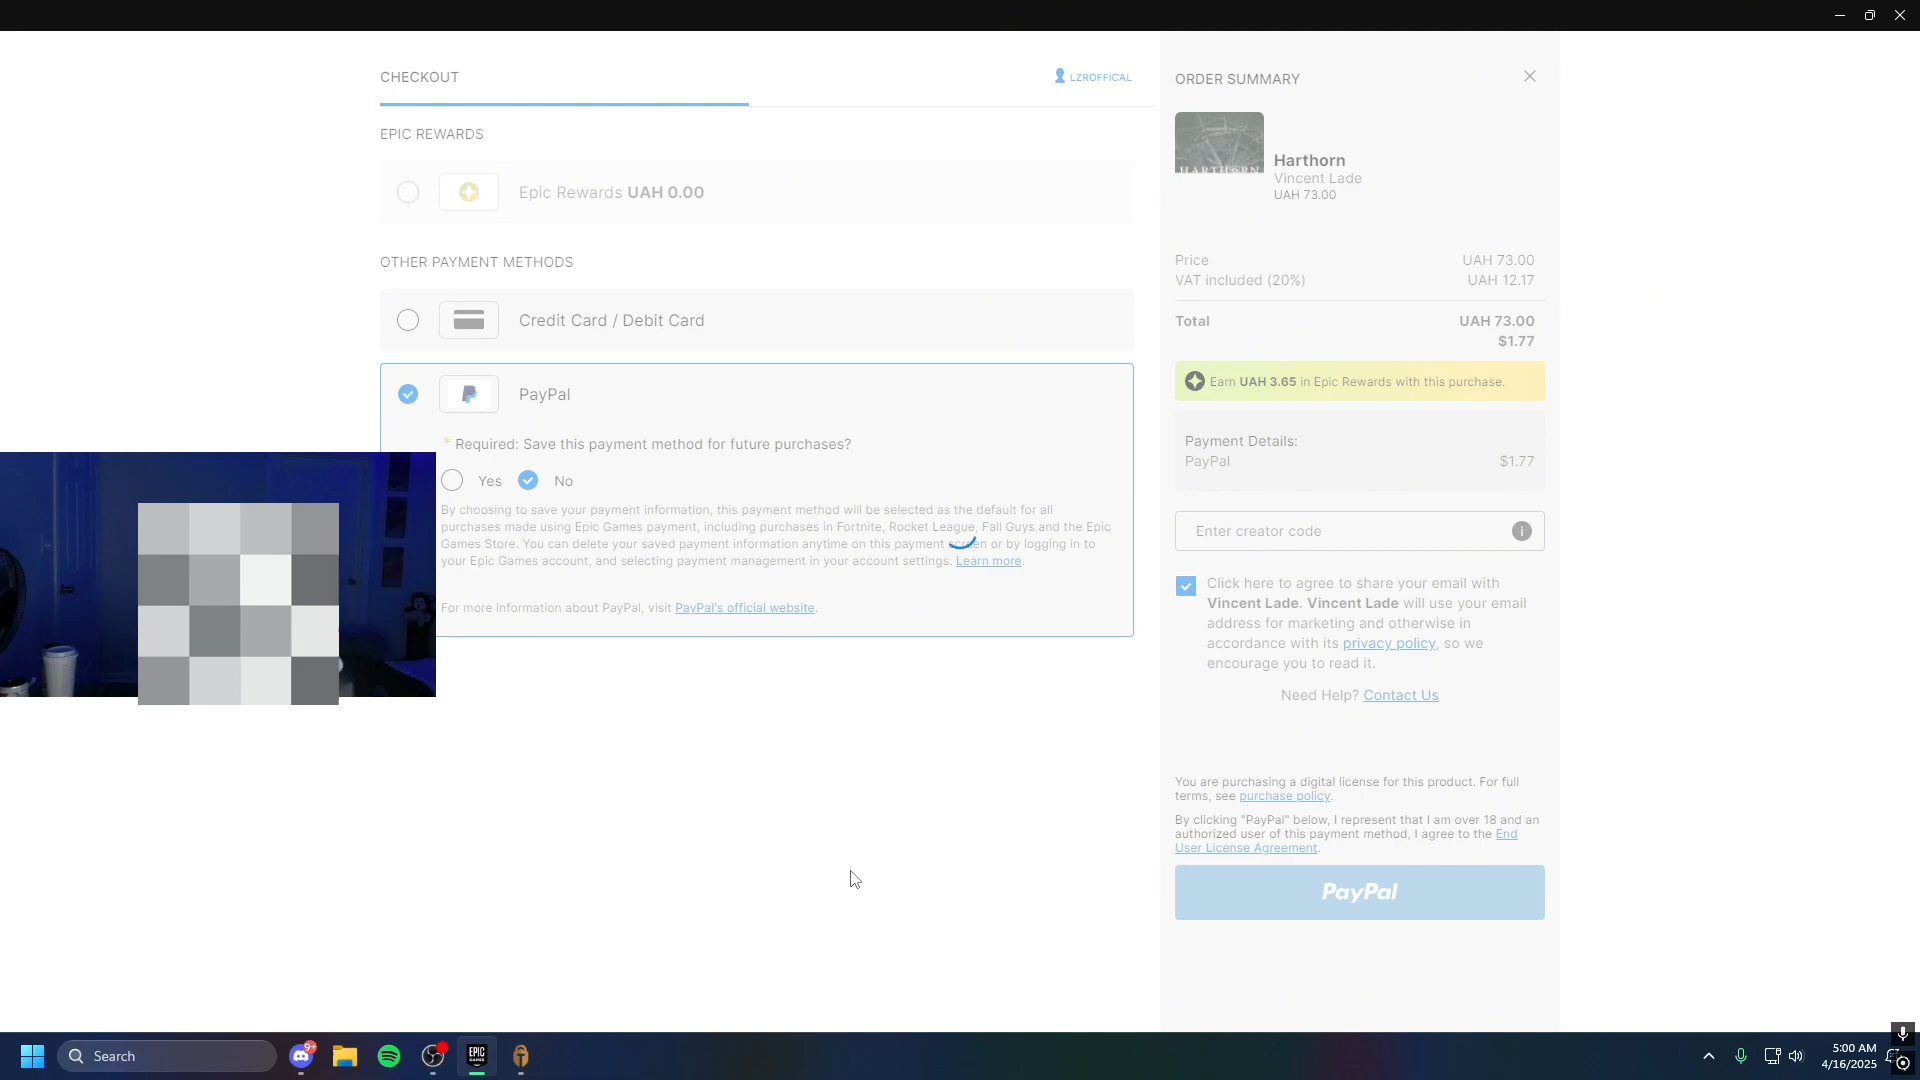 CHECKOUT
LZROFFICAL
EPIC REWARDS
Epic Rewards UAH 0.00
OTHER PAYMENT METHODS
Credit Card / Debit Card
PayPal
* Required: Save this payment method for future purchases?
Yes
No
By choosing to save your payment information, this payment method will be selected as the default for all
purchases made using Epic Games payment, including purchases in Fortnite, Rocket League, Fall Guys and the Epic
Games Store. You can delete your saved payment information anytime on this payment screen or by logging in to
your Epic Games account, and selecting payment management in your account settings. Learn more.
For more information about PayPal, visit PayPal's official website.
ORDER SUMMARY
HARTHORN
Harthorn
Vincent Lade
UAH 73.00
Price UAH 73.00
VAT included (20%) UAH 12.17
Total UAH 73.00
$1.77
Earn UAH 3.65 in Epic Rewards with this purchase.
Payment Details:
PayPal $1.77
Enter creator code
Click here to agree to share your email with
Vincent Lade. Vincent Lade will use your email
address for marketing and otherwise in
accordance with its privacy policy, so we
encourage you to read it.
Need Help? Contact Us
You are purchasing a digital license for this product. For full
terms, see purchase policy.
By clicking "PayPal" below, I represent that I am over 18 and an
authorized user of this payment method, I agree to the End
User License Agreement.
PayPal
Search
9+
EPIC
GAMES
5:00 AM
4/16/2025